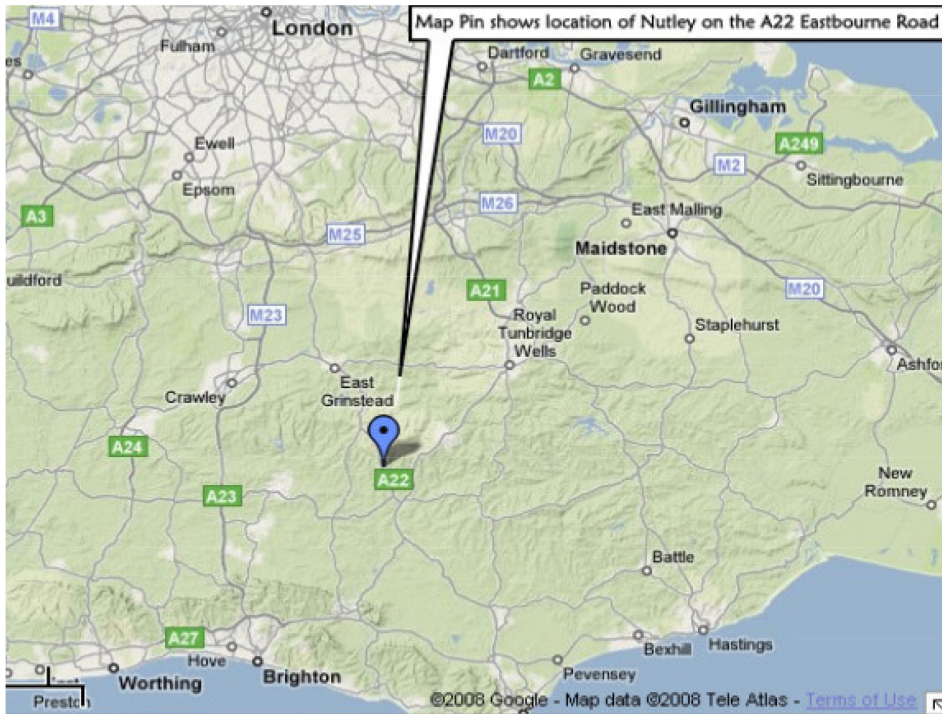 M4
London
Map Pin shows location of Nutley on the A22 Eastbourne Road
Fulham
Dartford
Gravesend
A2
Gillingham
M20
A249
Ewell
M2
Epsom
Sittingbourne
M26
A3
East Malling
M25
Maidstone
uildford
A21
Paddock
Wood
M20
M23
Royal
Tunbridge
Wells
Staplehurst
Ashfor
East
Grinstead
Crawley
A24
A22
A23
New
Romney
Battle
A27
Hove
Brighton
Hastings
Bexhill
Pevensey
Worthing
Preston
©2008 Google - Map data ©2008 Tele Atlas - Terms of Use